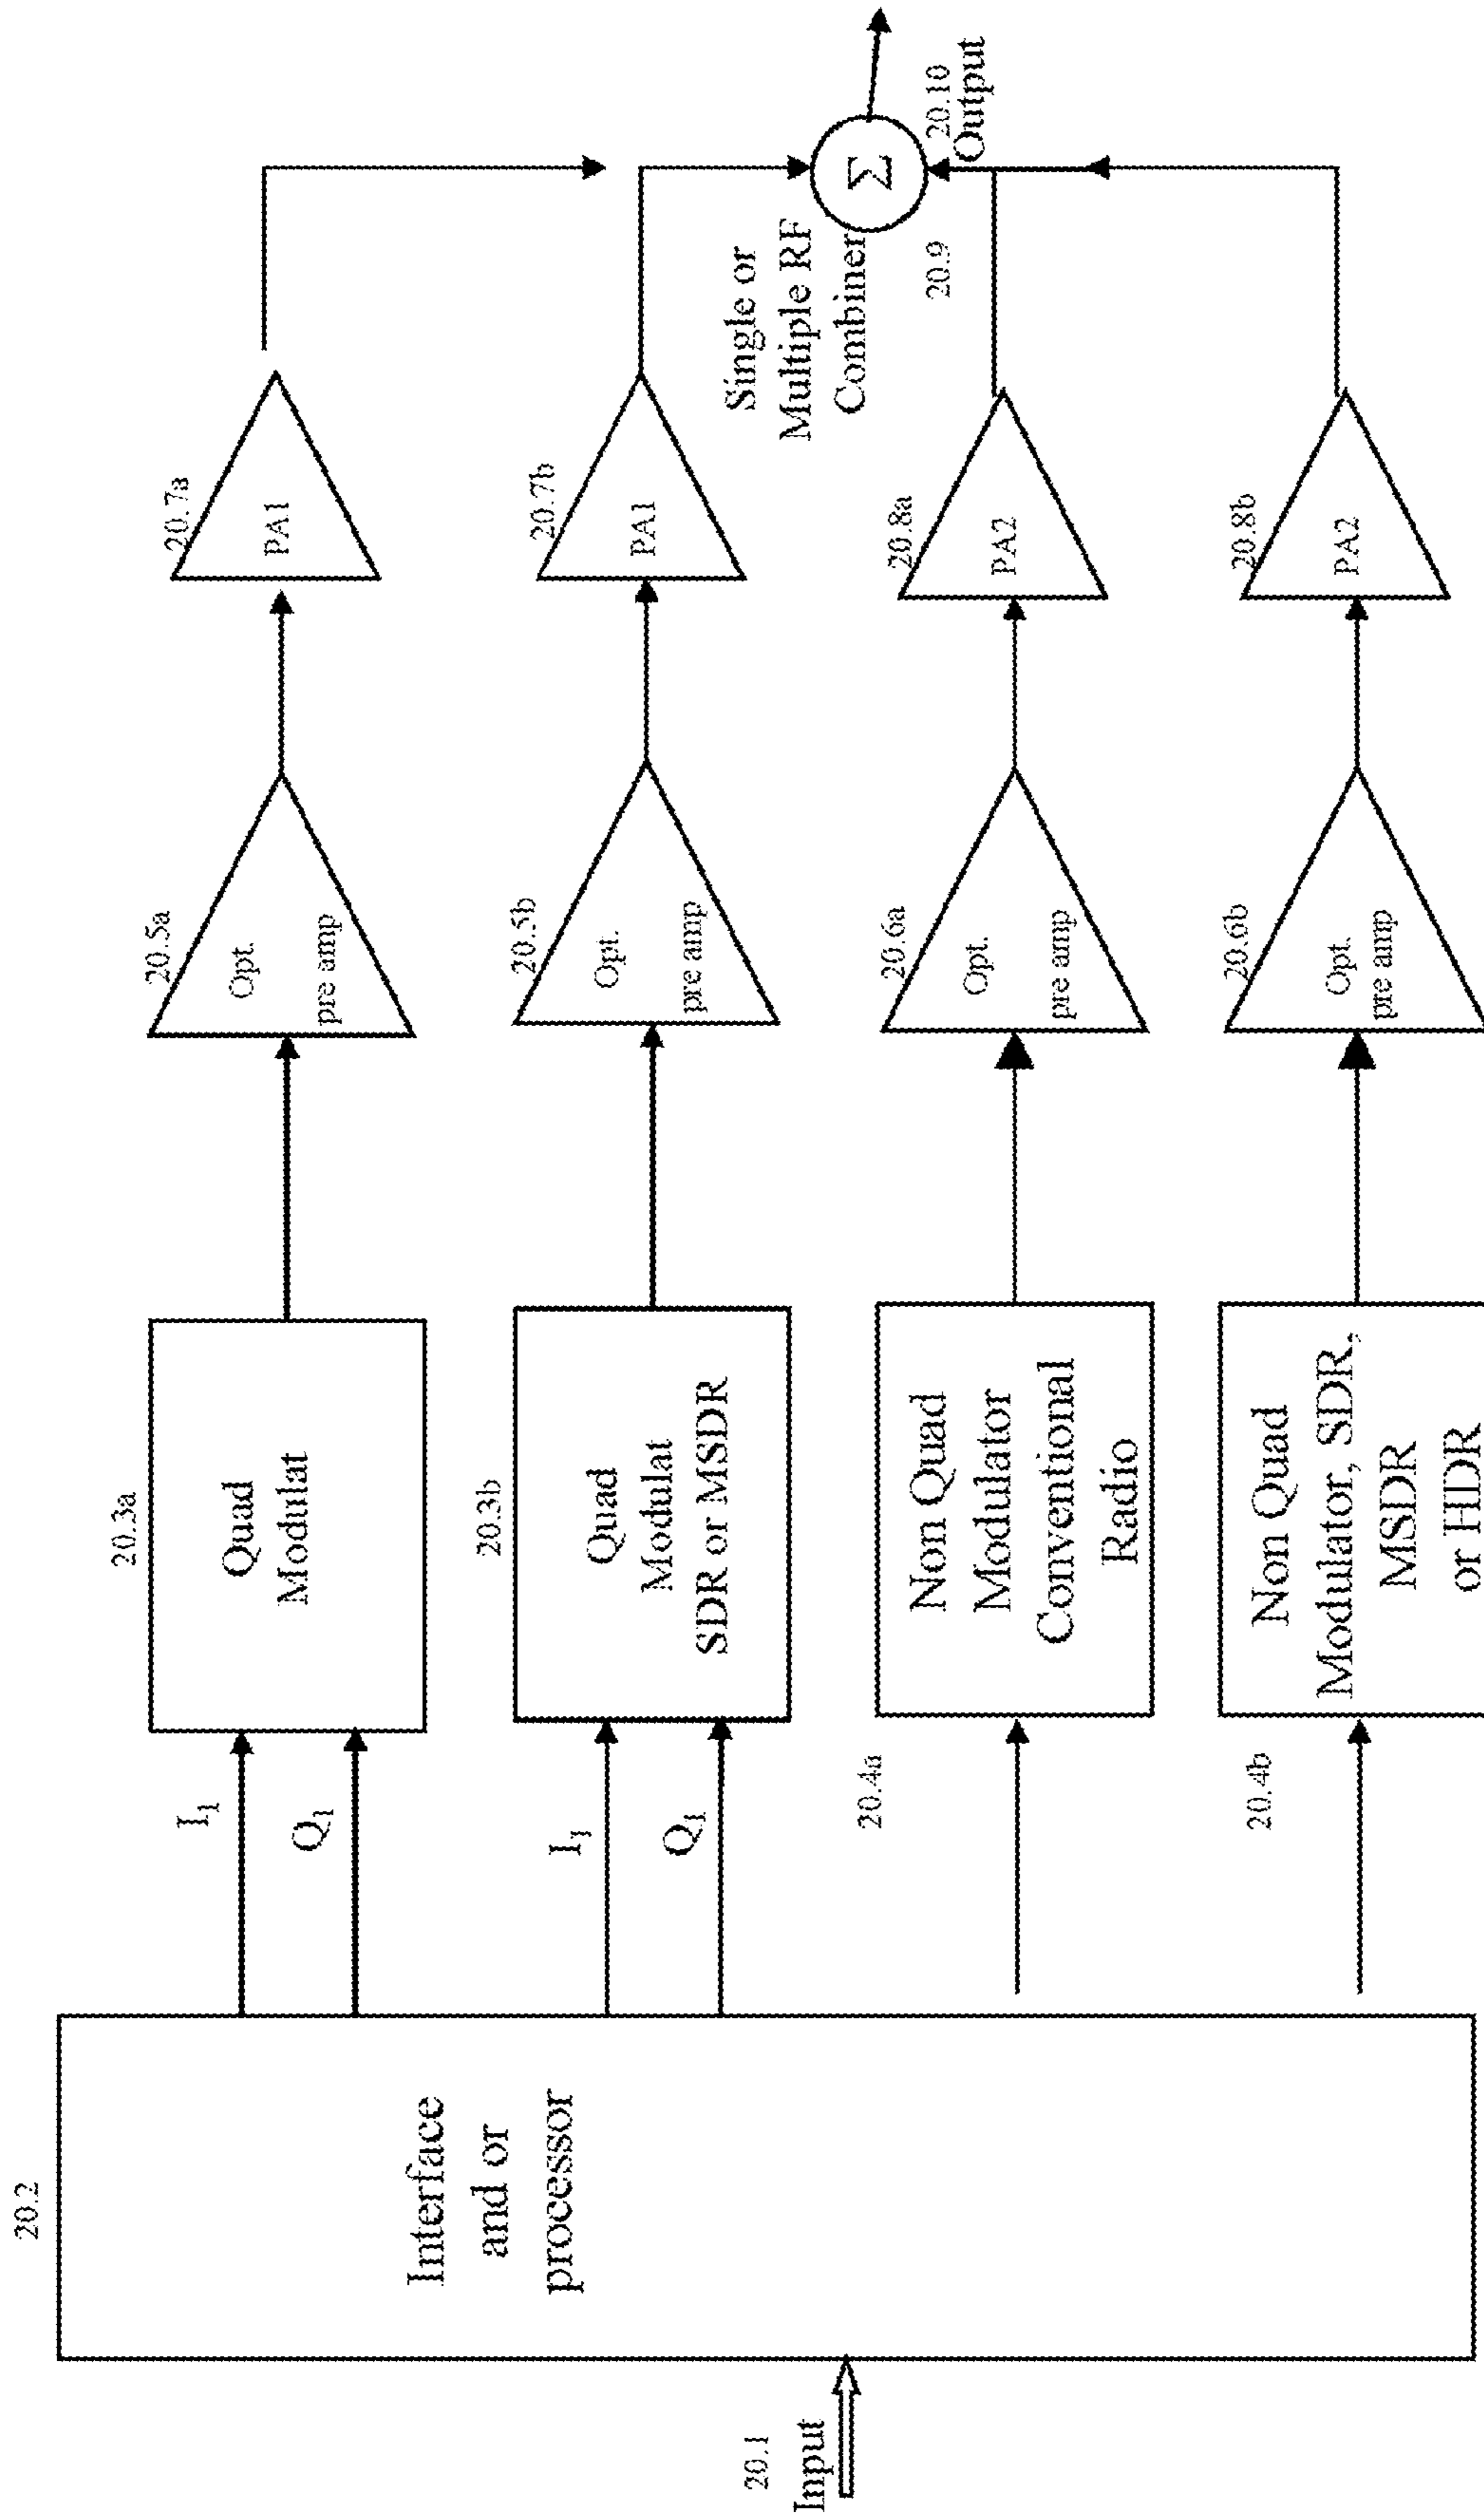 20.1
Input
20.2
Interface
and or
processor
I1
Q1
20.3a
Quad
Modulat
20.5a
Opt.
pre amp
20.7a
PA1
I1
Q1
20.3b
Quad
Modulat
SDR or MSDR
20.5b
Opt.
pre amp
20.7b
PA1
Single or
Multiple RF
Combiner
20.9
Σ
20.10
Output
20.4a
Non Quad
Modulator
Conventional
Radio
20.6a
Opt.
pre amp
20.8a
PA2
20.4b
Non Quad
Modulator, SDR,
MSDR
or HDR
20.6b
Opt.
pre amp
20.8b
PA2